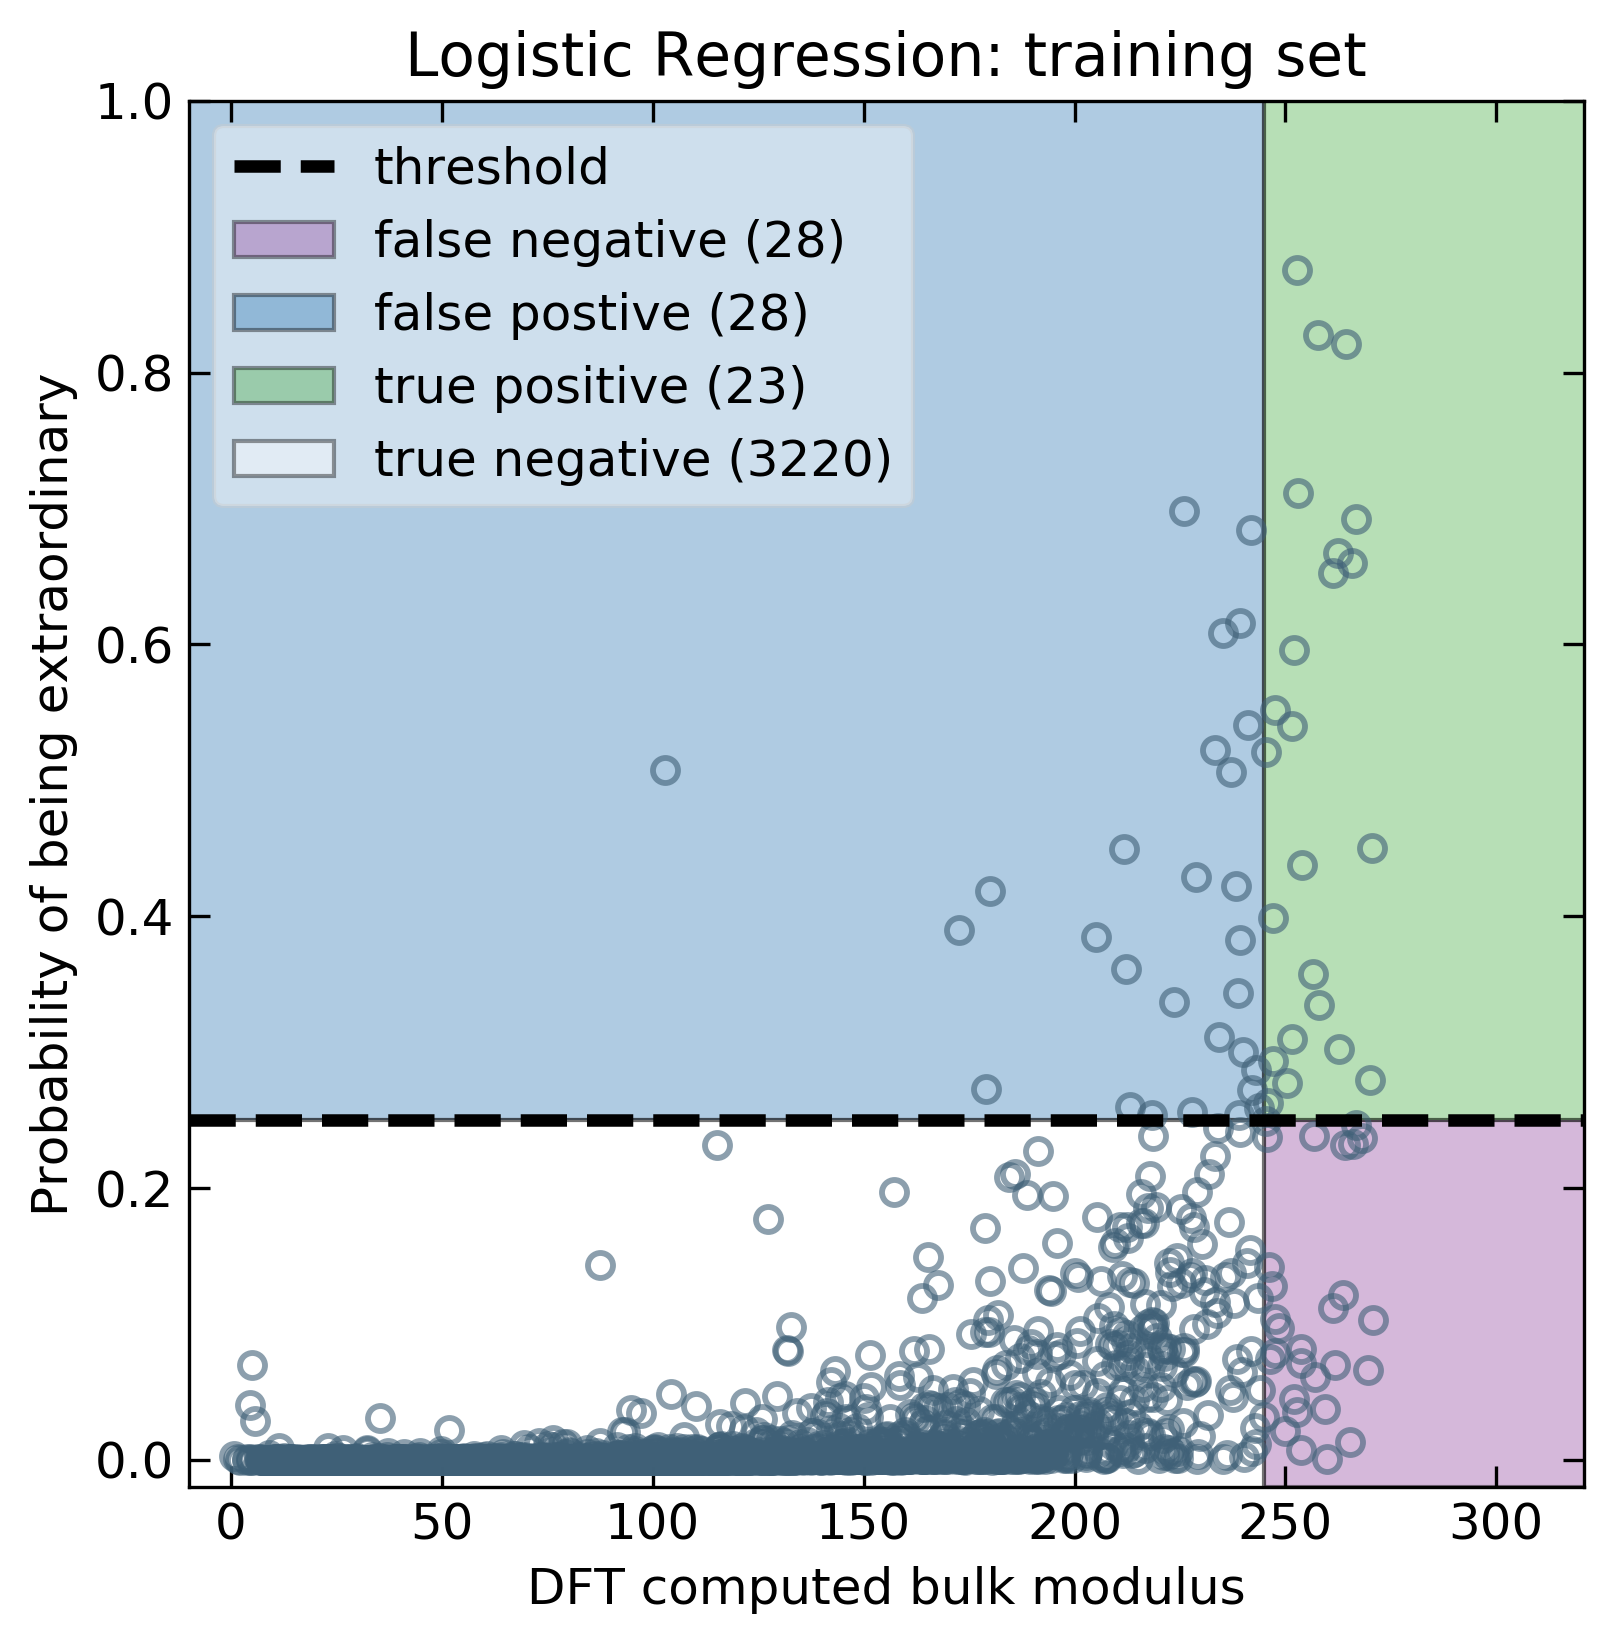 Logistic Regression: training set
threshold
false negative (28)
false postive (28)
true positive (23)
true negative (3220)
Probability of being extraordinary
1.0
0.8
0.6
0.4
0.2
0.0
0 50 100 150 200 250 300
DFT computed bulk modulus